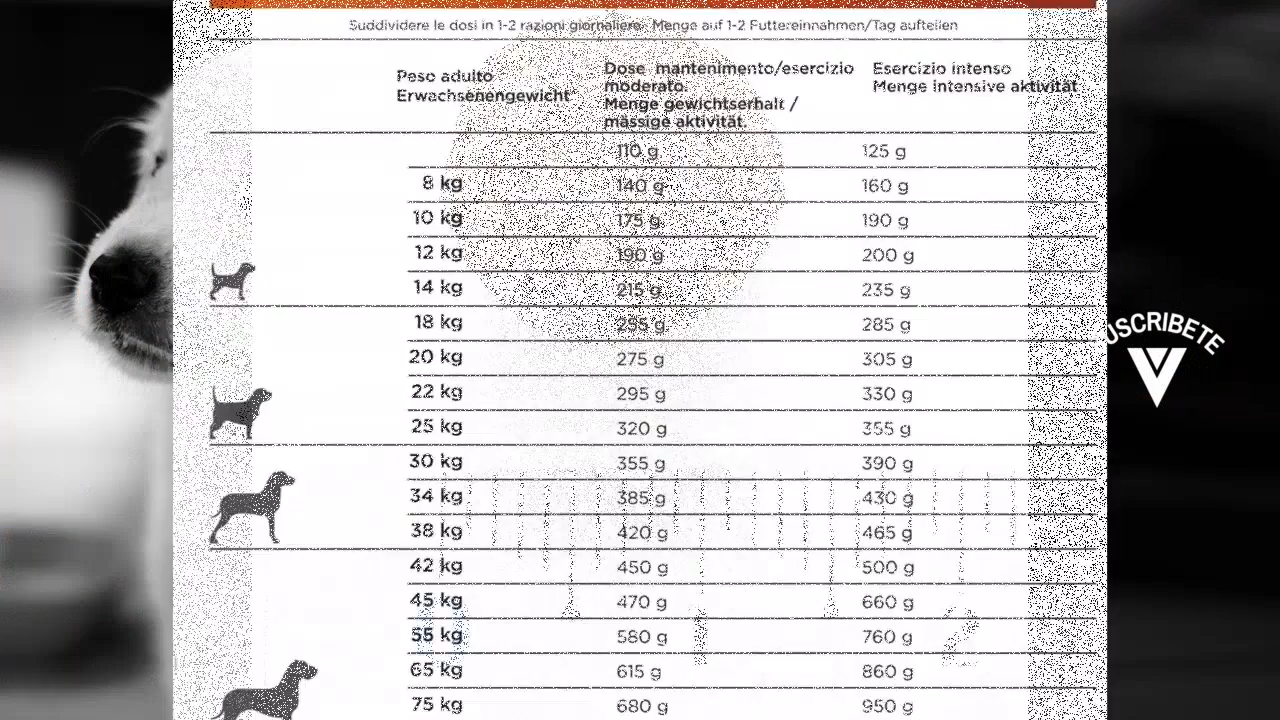 Suddividere le dosi in 1-2 razioni giornaliere. Menge auf 1-2 Futtereinnahmen/Tag aufteilen
Peso adulto
Erwachsenengewicht
Dose mantenimento/esercizio
moderato.
Menge gewichtserhalt /
mässige aktivität
Esercizio intenso
Menge intensive aktivität
110 g 125 g
8 kg 140 g 160 g
10 kg 175 g 190 g
12 kg 190 g 200 g
14 kg 215 g 235 g
18 kg 255 g 285 g
20 kg 275 g 305 g
22 kg 295 g 330 g
25 kg 320 g 355 g
30 kg 355 g 390 g
34 kg 385 g 430 g
38 kg 420 g 465 g
42 kg 450 g 500 g
45 kg 470 g 660 g
55 kg 580 g 760 g
65 kg 615 g 860 g
75 kg 680 g 950 g
USCRIBETE